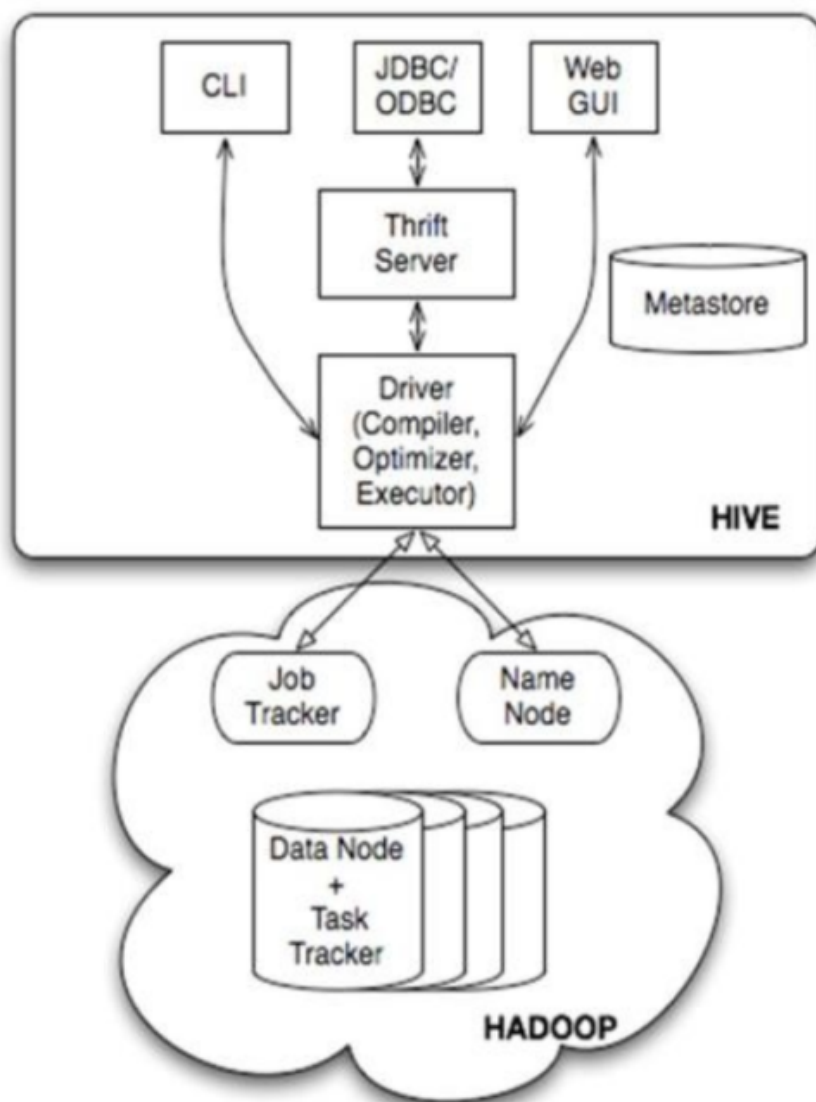 CLI
JDBC/
ODBC
Web
GUI
Thrift
Server
Metastore
Driver
(Compiler,
Optimizer,
Executor)
HIVE
Job
Tracker
Name
Node
Data Node
+
Task
Tracker
HADOOP